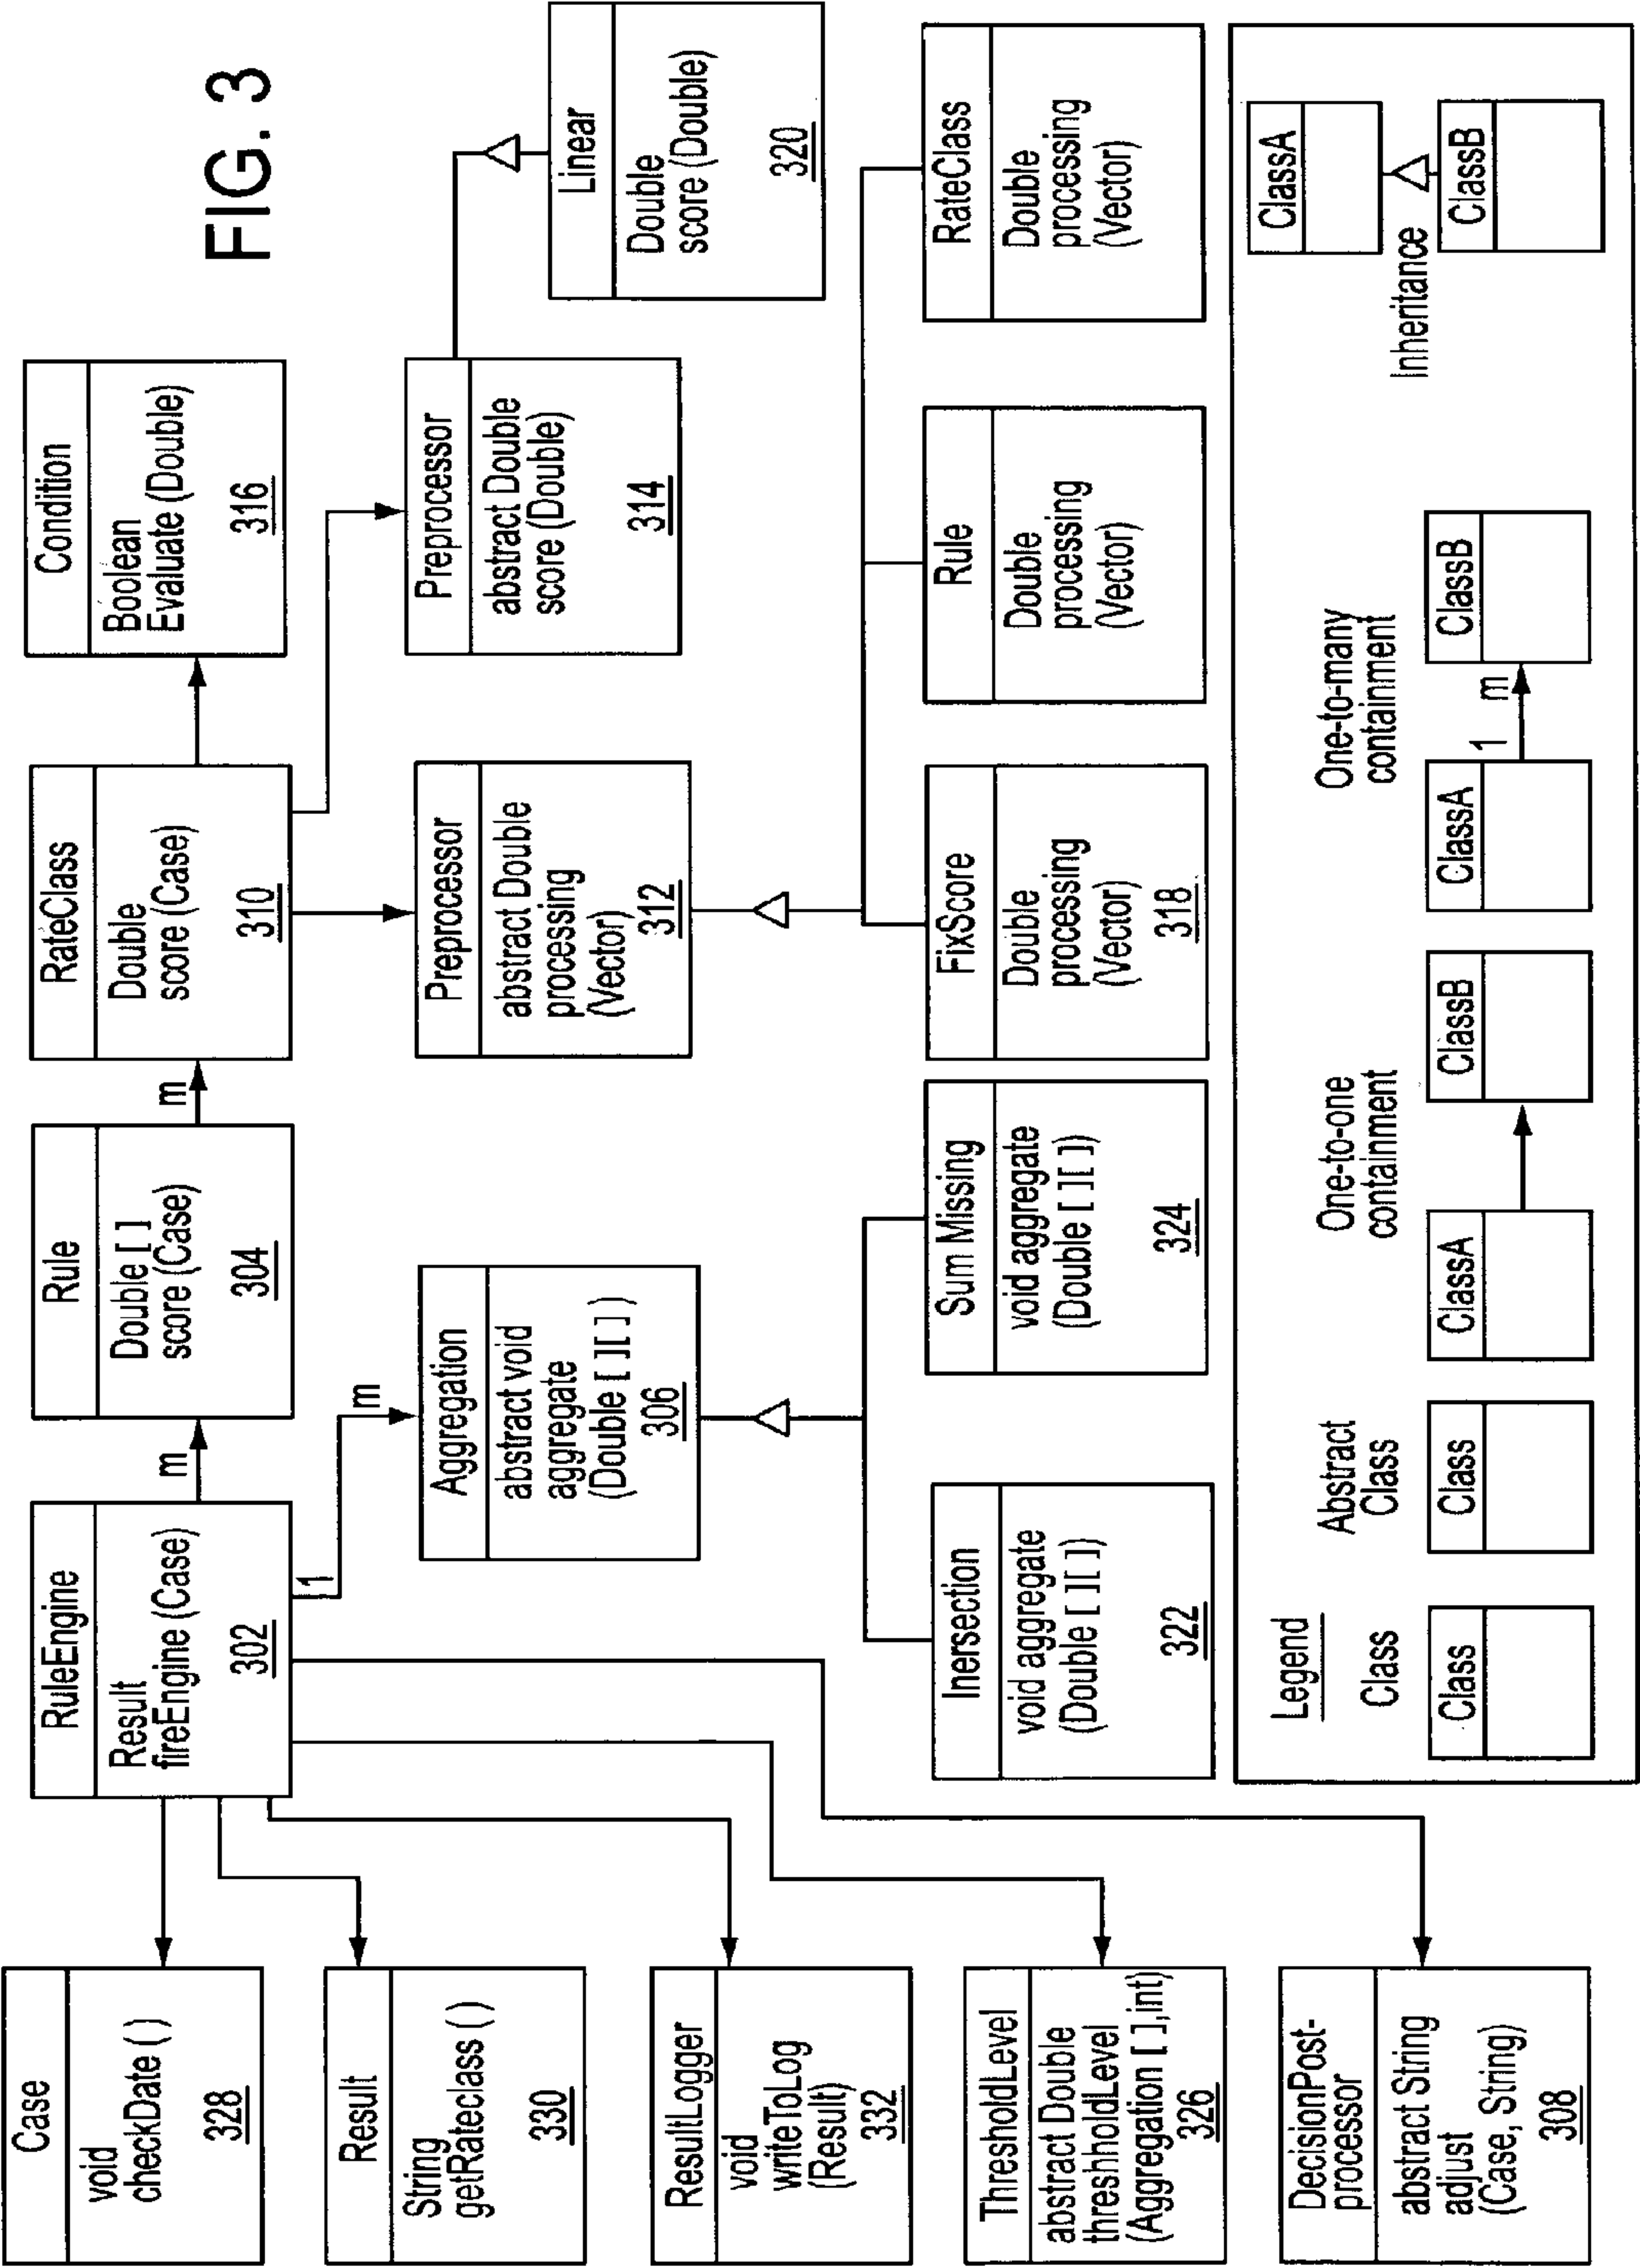 FIG. 3
Case
void
checkDate ( )
328
Result
String
getRateclass ( )
330
ResultLogger
void
writeToLog
(Result)
332
ThresholdLevel
abstract Double
threshholdLevel
(Aggregation [ ],int)
326
DecisionPost-
processor
abstract String
adjust
(Case, String)
308
RuleEngine
Result
fireEngine (Case)
302
m
1
m
Rule
Double [ ]
score (Case)
304
m
RateClass
Double
score (Case)
310
Condition
Boolean
Evaluate (Double)
316
Aggregation
abstract void
aggregate
(Double [ ][ ] )
306
Preprocessor
abstract Double
processing
(Vector)
312
Preprocessor
abstract Double
score (Double)
314
Linear
Double
score (Double)
320
Inersection
void aggregate
(Double [ ][ ] )
322
Sum Missing
void aggregate
(Double [ ][ ])
324
FixScore
Double
processing
(Vector)
318
Rule
Double
processing
(Vector)
RateClass
Double
processing
(Vector)
Legend
Class
Class
Abstract
Class
Class
One-to-one
containment
ClassA
ClassB
One-to-many
containment
ClassA
1
m
ClassB
Inheritance
ClassA
ClassB